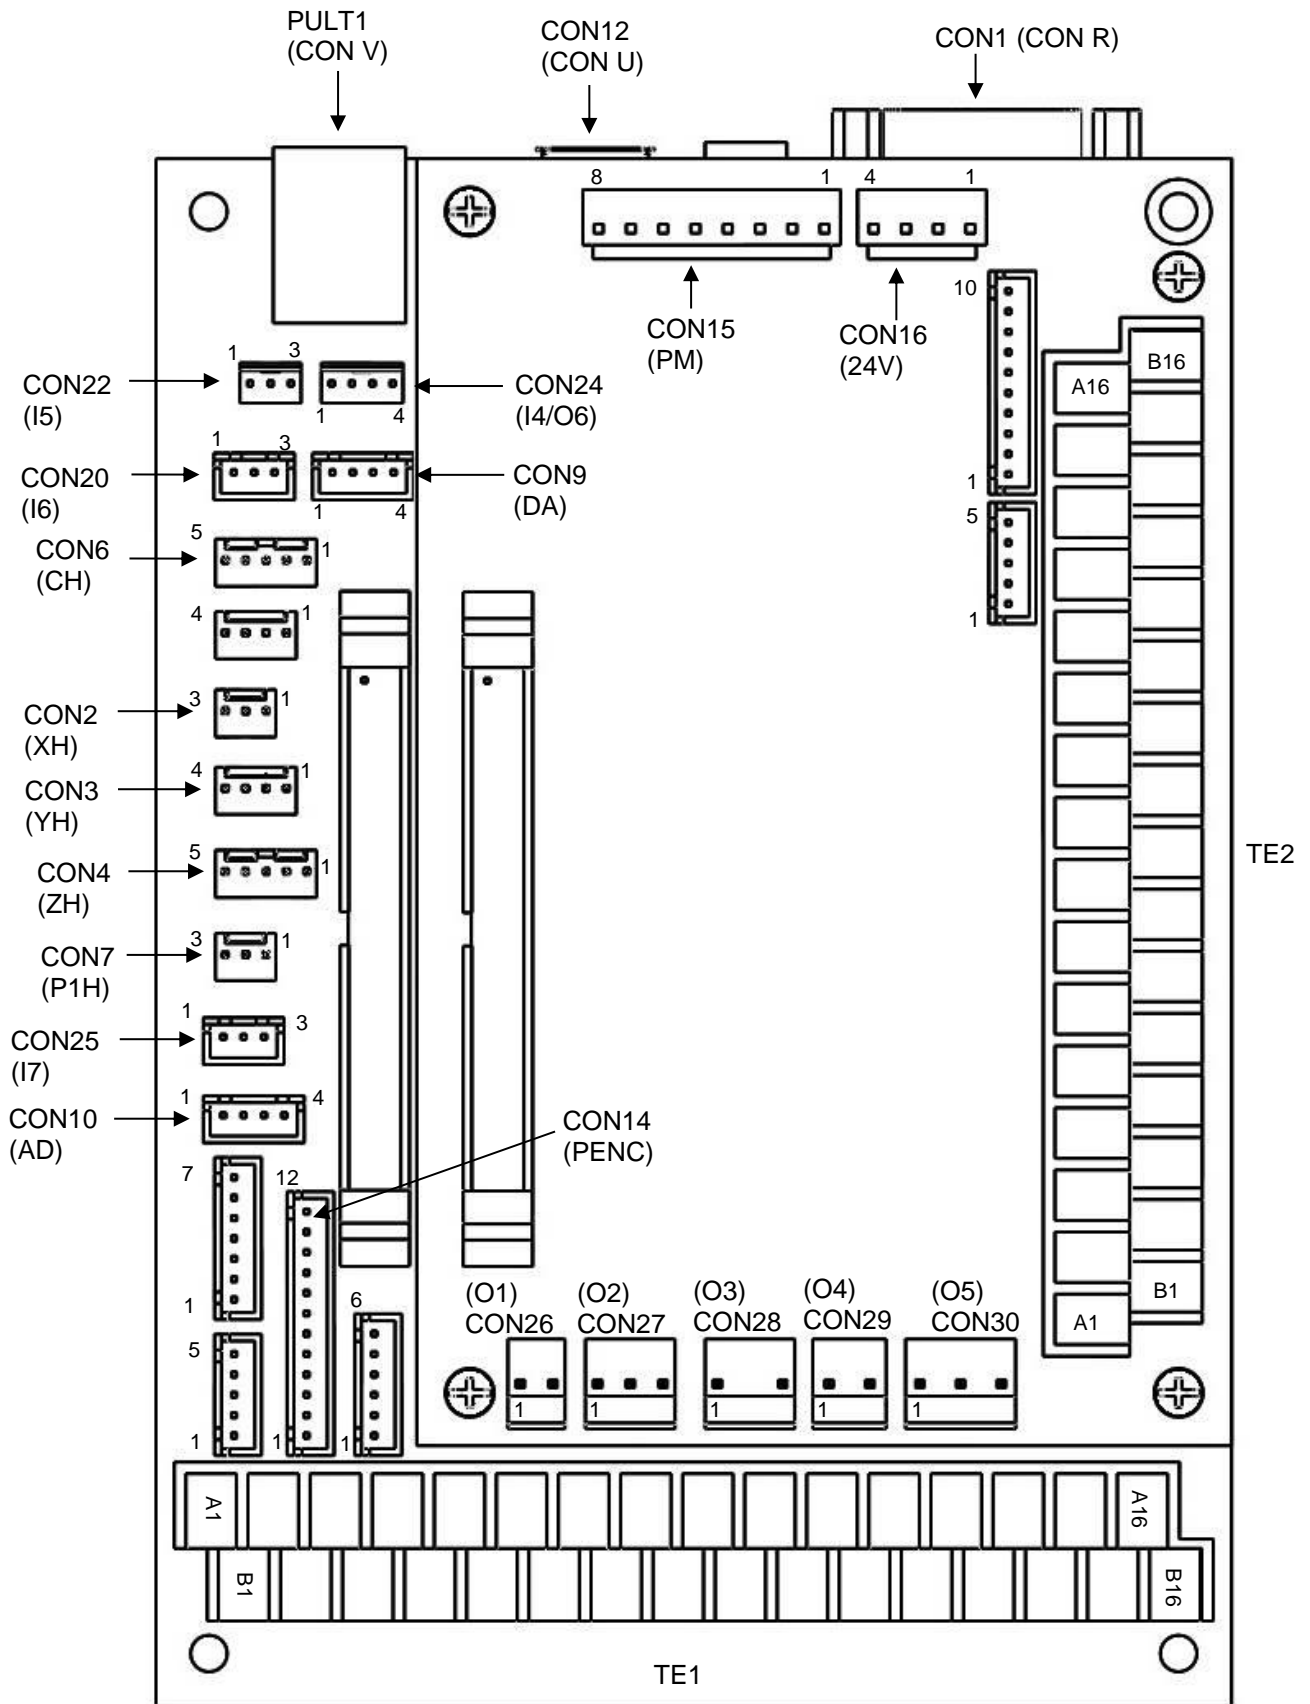 PULT1
(CON V)
CON12
(CON U)
CON1 (CON R)
8
1
4
1
CON15
(PM)
CON16
(24V)
10
1
5
1
B16
A16
TE2
B1
A1
1
3
CON22
(I5)
1
4
CON24
(I4/O6)
1
3
CON20
(I6)
1
4
CON9
(DA)
5
1
CON6
(CH)
4
1
3
1
CON2
(XH)
4
1
CON3
(YH)
5
1
CON4
(ZH)
3
1
CON7
(P1H)
1
3
CON25
(I7)
1
4
CON10
(AD)
CON14
(PENC)
7
1
12
1
5
1
6
1
(O1)
CON26
(O2)
CON27
(O3)
CON28
(O4)
CON29
(O5)
CON30
1
1
1
1
1
A1
A16
B1
B16
TE1